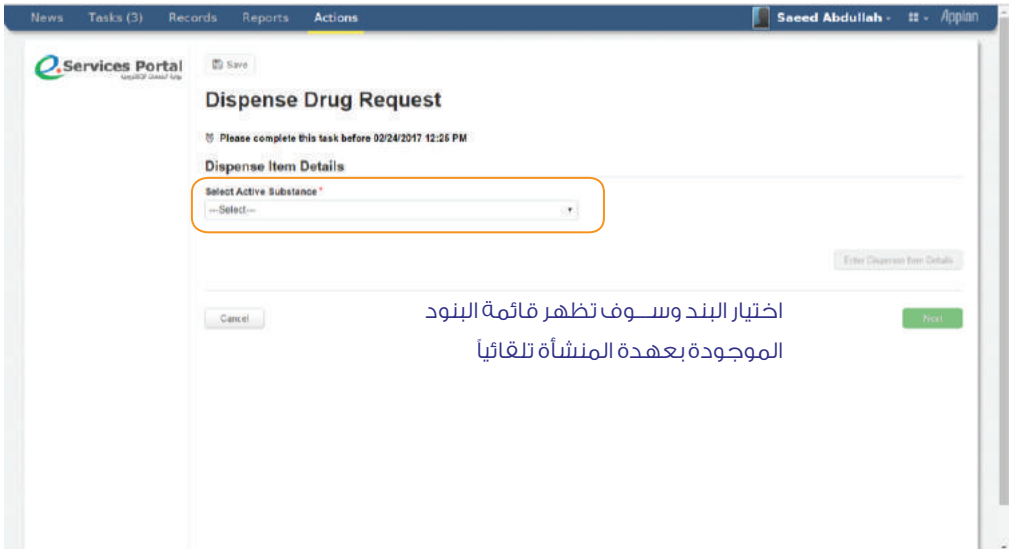 News Tasks (3) Records Reports Actions Saeed Abdullah Appian
e.Services Portal
Save
Dispense Drug Request
Please complete this task before 02/24/2017 12:25 PM
Dispense Item Details
Select Active Substance *
---Select---
Enter Dispense Item Details
Cancel
Next
اختيار البند وســـوف تظهر قائمة البنود
الموجودة بعهدة المنشأة تلقائياً